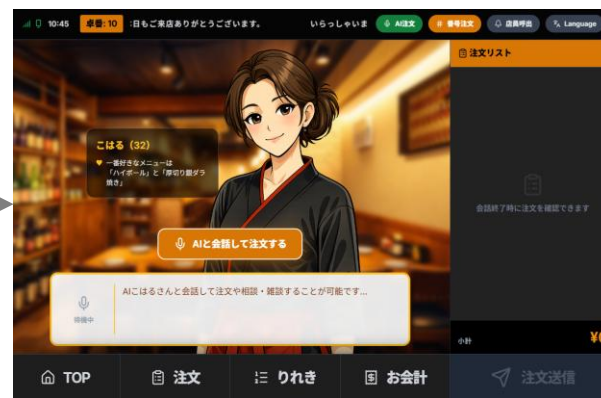 10:45
卓番: 10
:日もご来店ありがとうございます。
いらっしゃいま
AI注文
# 番号注文
店員呼出
Language
注文リスト
こはる（32）
一番好きなメニューは
「ハイボール」と「厚切り銀ダラ
焼き」
会話終了時に注文を確認できます
AIと会話して注文する
AIこはるさんと会話して注文や相談・雑談することが可能です...
待機中
小計
TOP
注文
りれき
お会計
注文送信